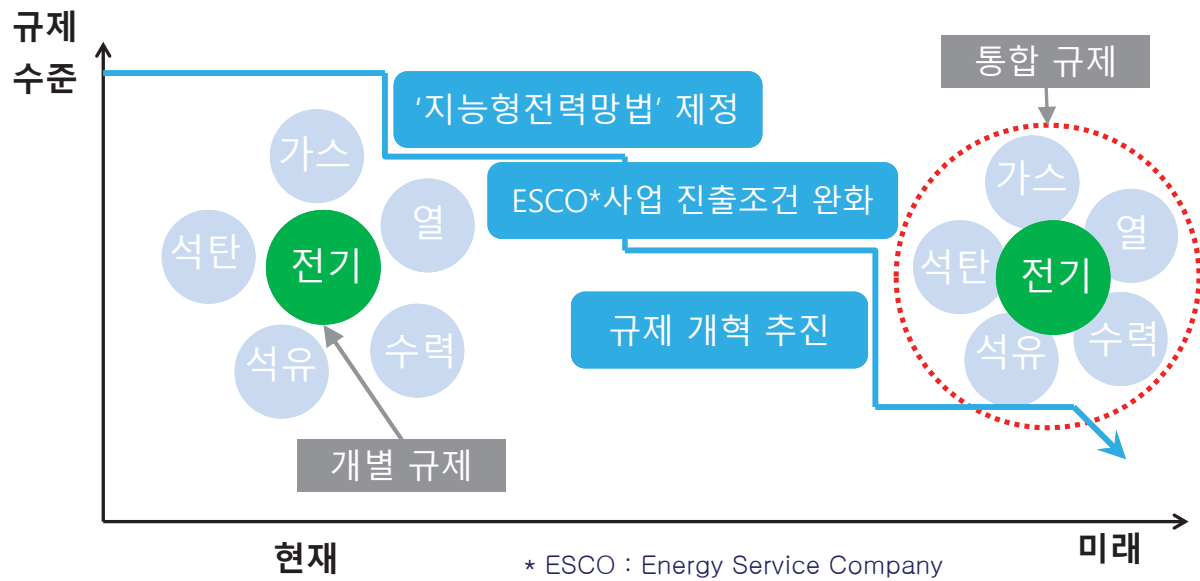 규제
수준
통합 규제
'지능형전력망법' 제정
가스
가스
ESCO*사업 진출조건 완화
열
열
석탄
전기
석탄
전기
규제 개혁 추진
석유
수력
석유
수력
개별 규제
현재
미래
* ESCO : Energy Service Company